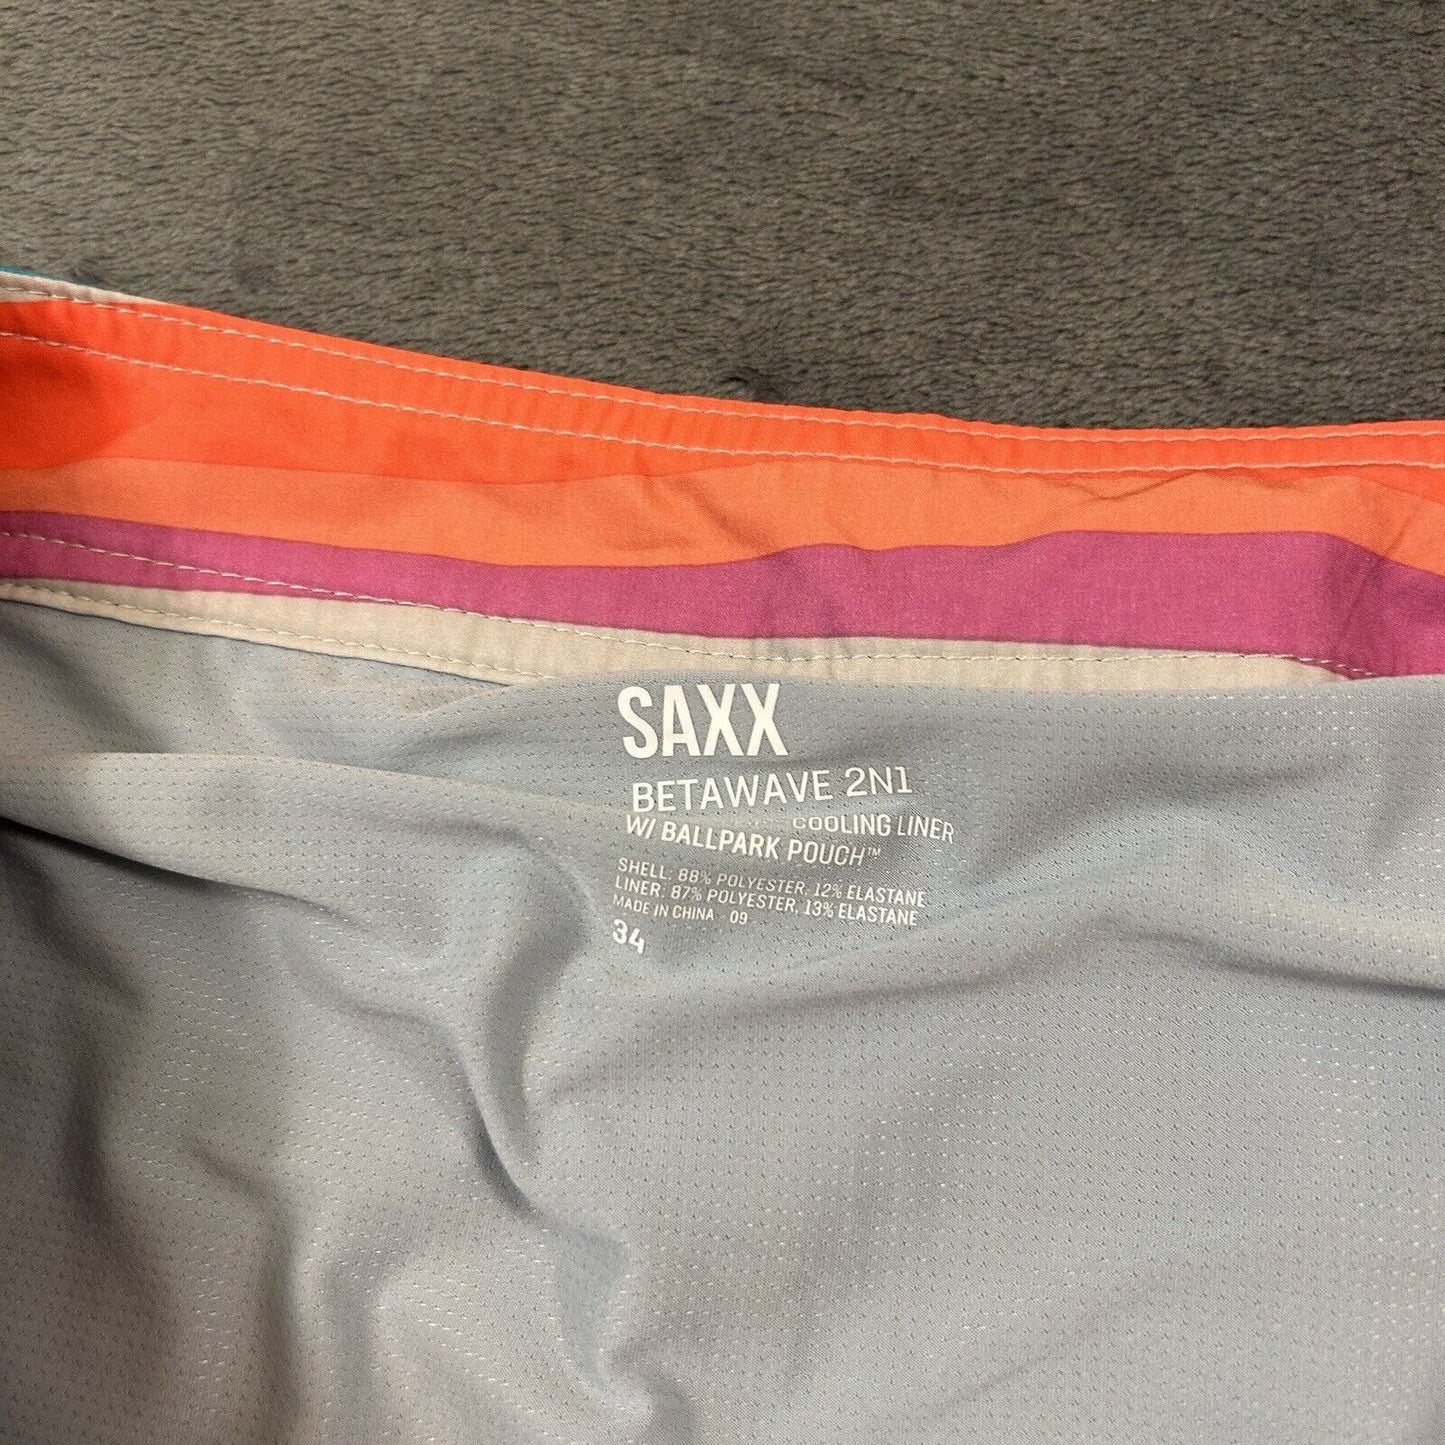 SAXX
BETAWAVE 2N1
COOLING LINER
W/ BALLPARK POUCH™
SHELL: 88% POLYESTER, 12% ELASTANE
LINER: 87% POLYESTER, 13% ELASTANE
MADE IN CHINA 09
34